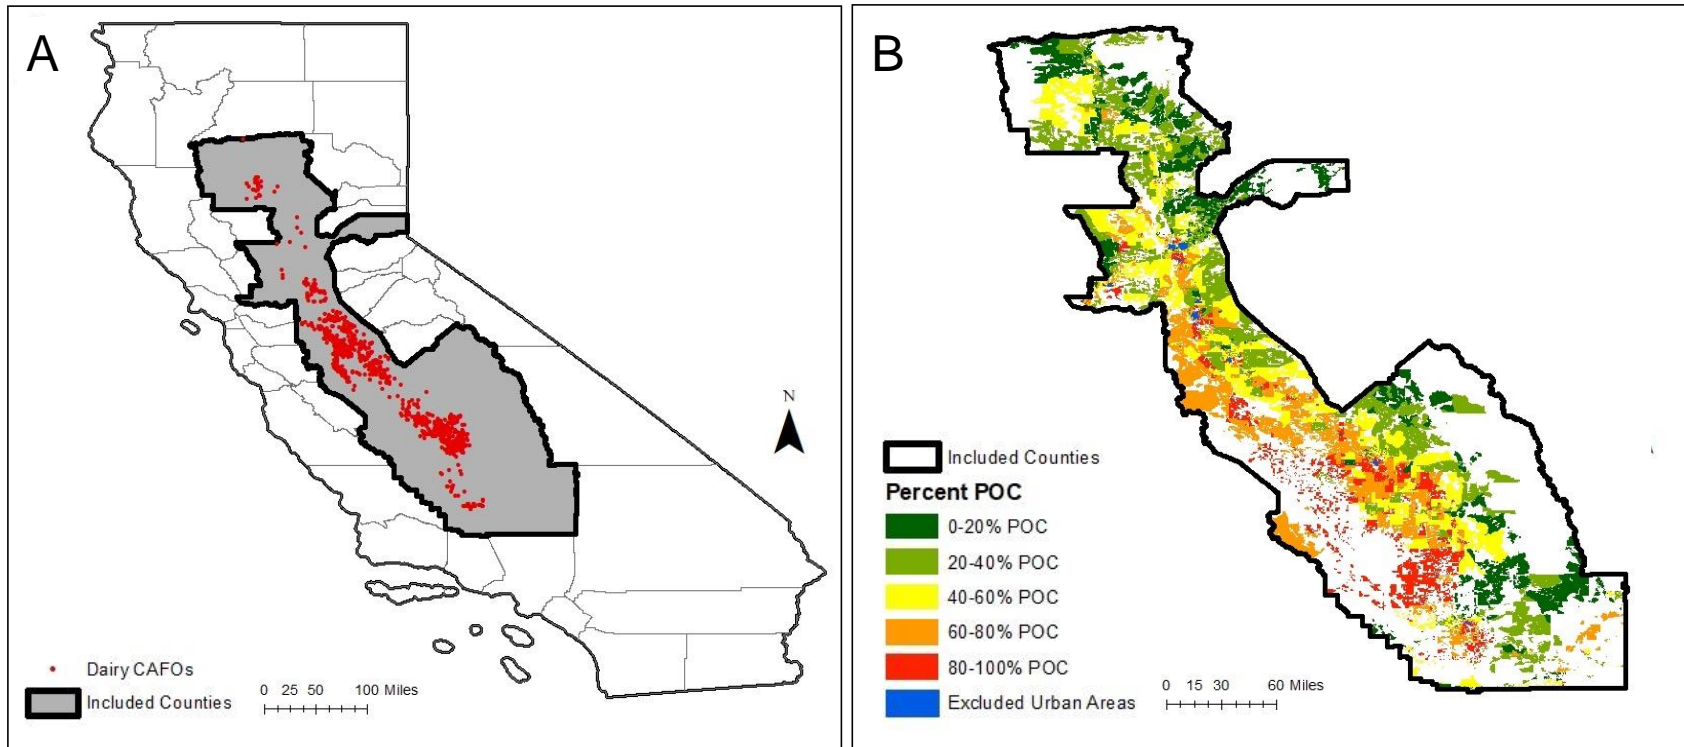 A
N
Dairy CAFOs
Included Counties
0 25 50 100 Miles
B
Included Counties
Percent POC
0-20% POC
20-40% POC
40-60% POC
60-80% POC
80-100% POC
Excluded Urban Areas
0 15 30 60 Miles